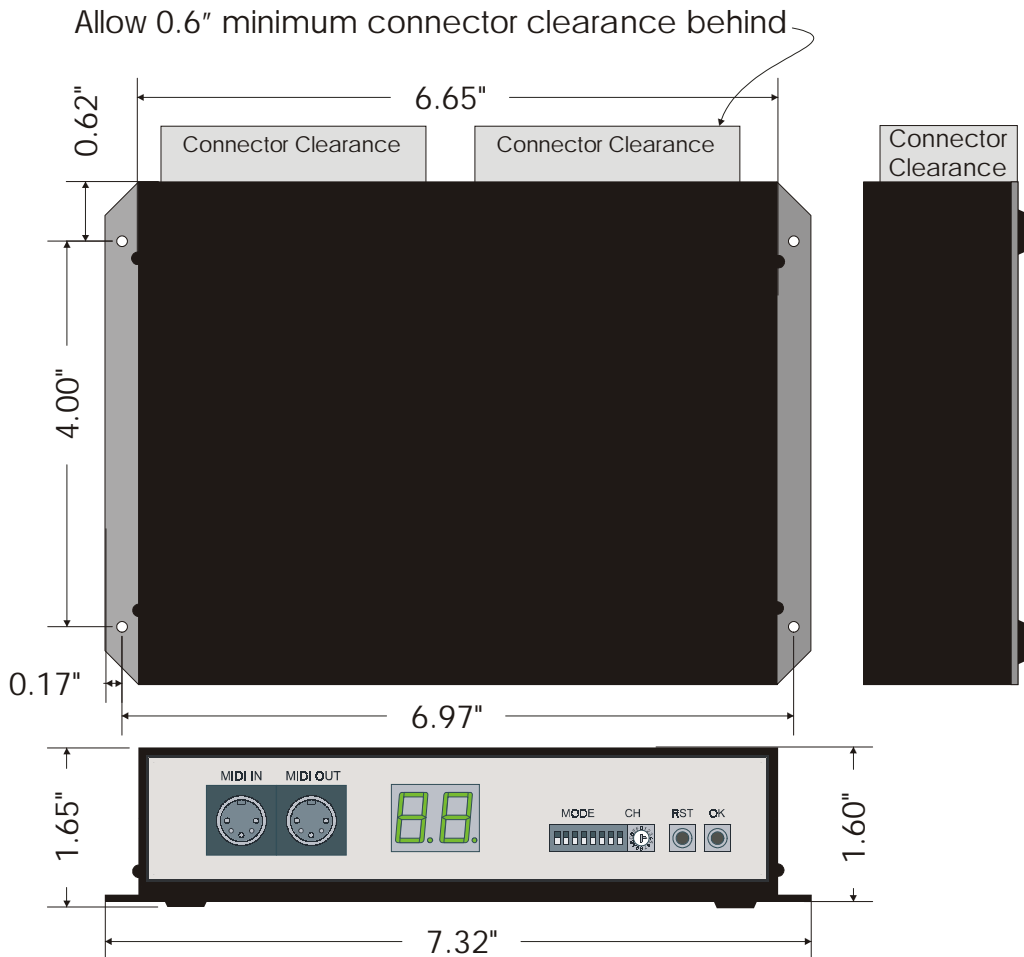 Allow 0.6" minimum connector clearance behind
6.65"
0.62"
Connector Clearance
Connector Clearance
Connector
Clearance
4.00"
0.17"
6.97"
MIDI IN MIDI OUT
88
MODE CH RST OK
1.65"
1.60"
7.32"